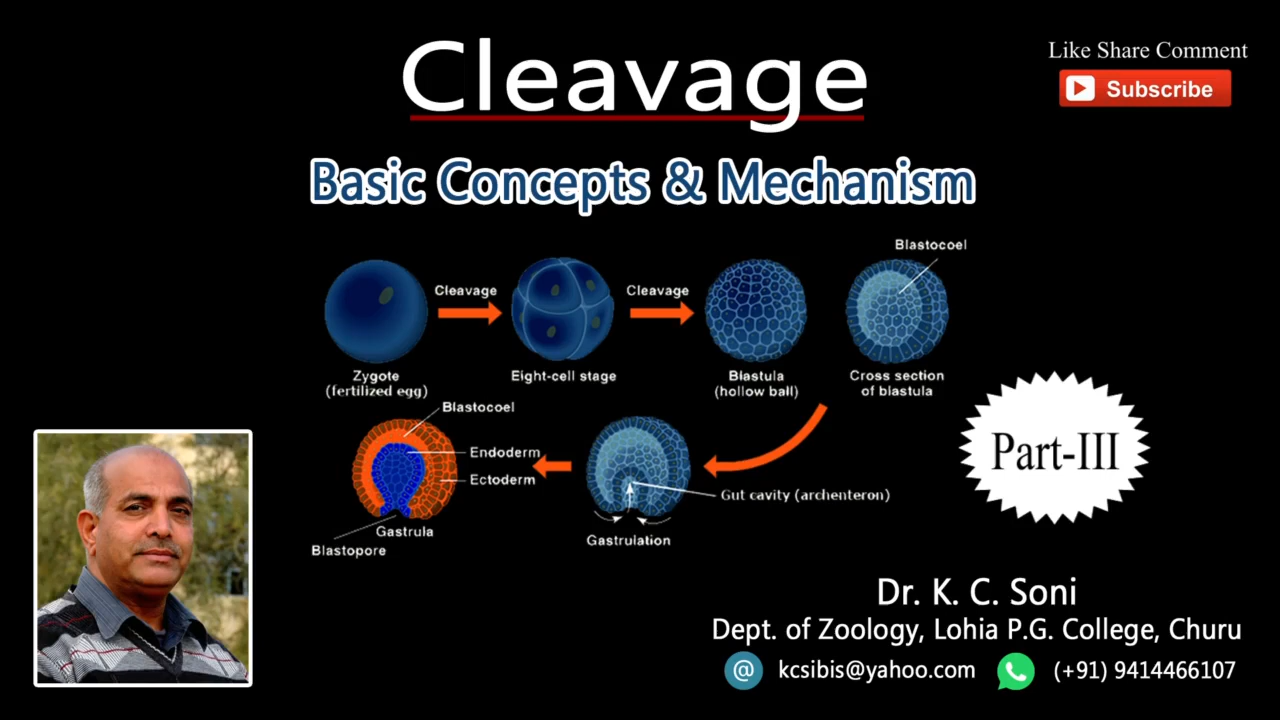 Cleavage
Like Share Comment
Subscribe
Basic Concepts & Mechanism
Blastocoel
Cleavage
Cleavage
Zygote
(fertilized egg)
Eight-cell stage
Blastula
(hollow ball)
Cross section
of blastula
Blastocoel
Endoderm
Ectoderm
Gut cavity (archenteron)
Gastrula
Blastopore
Gastrulation
Part-III
Dr. K. C. Soni
Dept. of Zoology, Lohia P.G. College, Churu
@ kcsibis@yahoo.com (+91) 9414466107